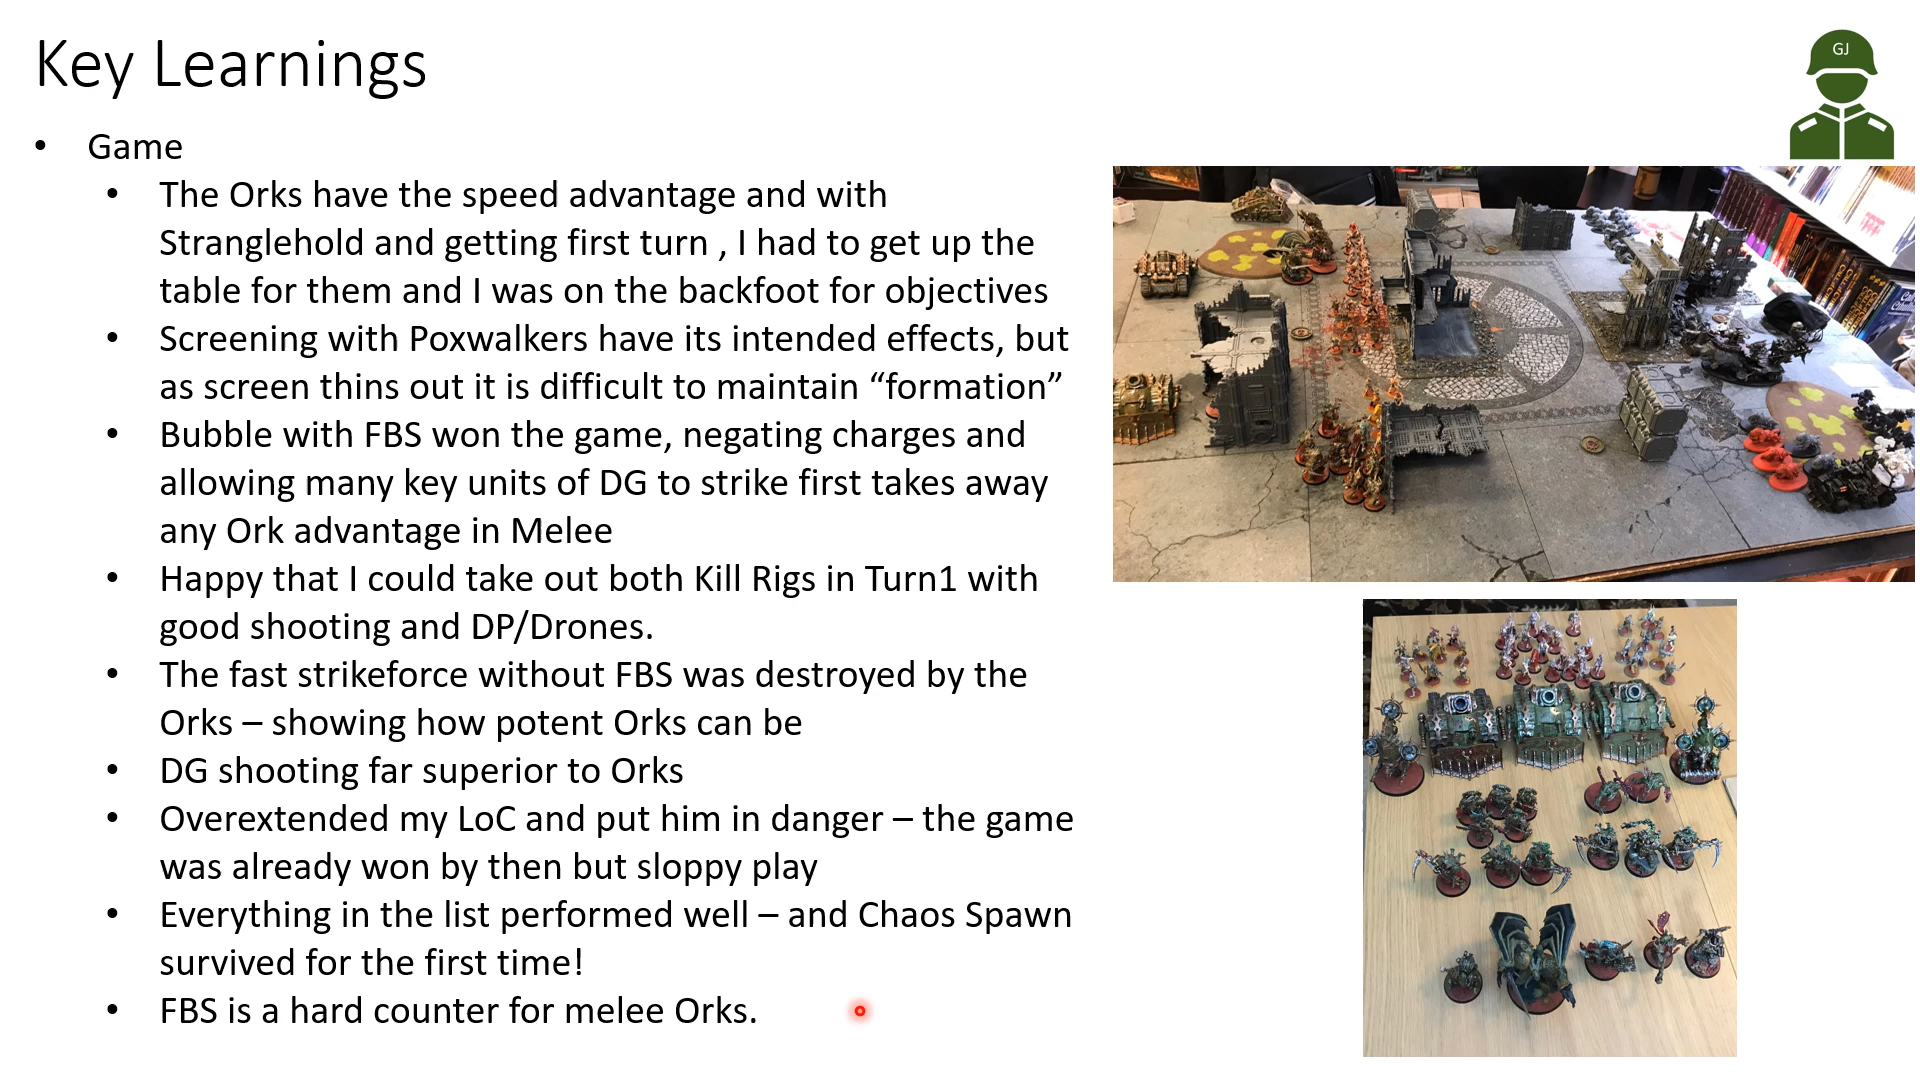 Key Learnings
GJ
• Game
• The Orks have the speed advantage and with
Stranglehold and getting first turn , I had to get up the
table for them and I was on the backfoot for objectives
• Screening with Poxwalkers have its intended effects, but
as screen thins out it is difficult to maintain “formation”
• Bubble with FBS won the game, negating charges and
allowing many key units of DG to strike first takes away
any Ork advantage in Melee
• Happy that I could take out both Kill Rigs in Turn1 with
good shooting and DP/Drones.
• The fast strikeforce without FBS was destroyed by the
Orks – showing how potent Orks can be
• DG shooting far superior to Orks
• Overextended my LoC and put him in danger – the game
was already won by then but sloppy play
• Everything in the list performed well – and Chaos Spawn
survived for the first time!
• FBS is a hard counter for melee Orks.